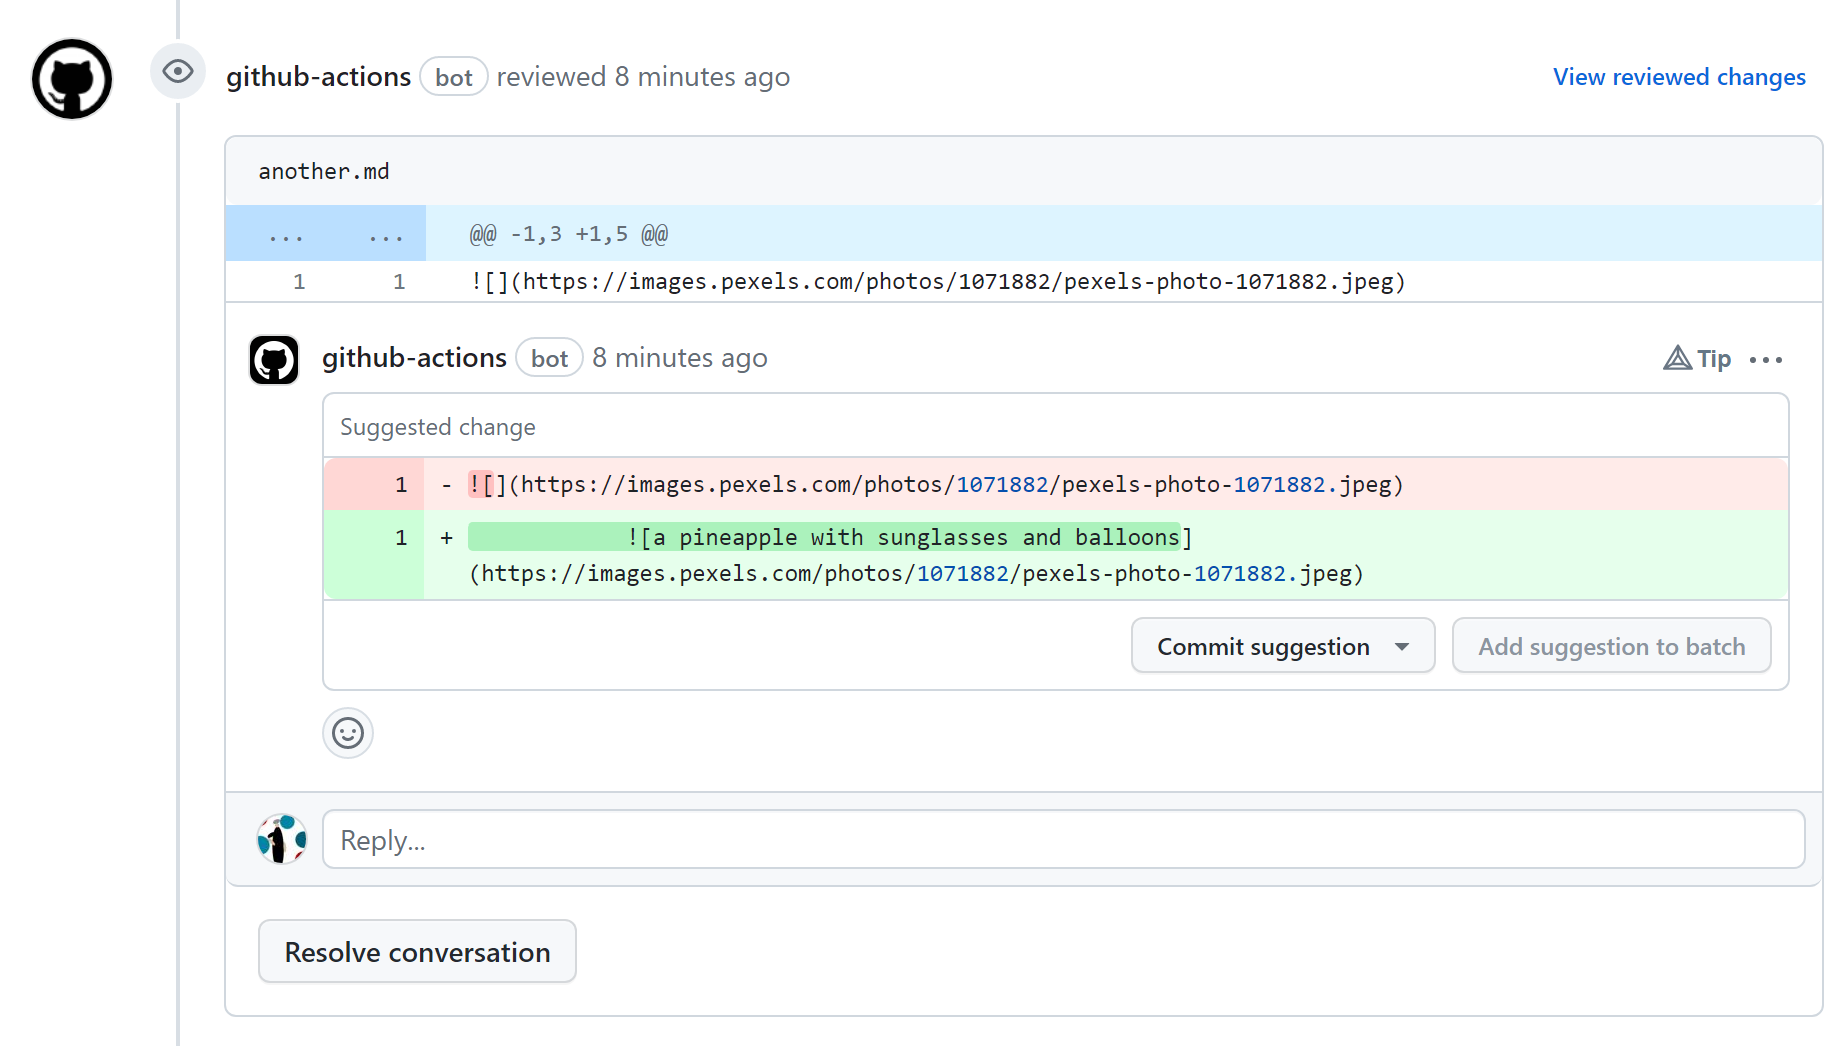 github-actions bot reviewed 8 minutes ago View reviewed changes
another.md
... ... @@ -1,3 +1,5 @@
1 1 ![](https://images.pexels.com/photos/1071882/pexels-photo-1071882.jpeg)
github-actions bot 8 minutes ago Tip ...
Suggested change
1 - ![](https://images.pexels.com/photos/1071882/pexels-photo-1071882.jpeg)
1 + ![a pineapple with sunglasses and balloons]
(https://images.pexels.com/photos/1071882/pexels-photo-1071882.jpeg)
Commit suggestion Add suggestion to batch
Reply...
Resolve conversation